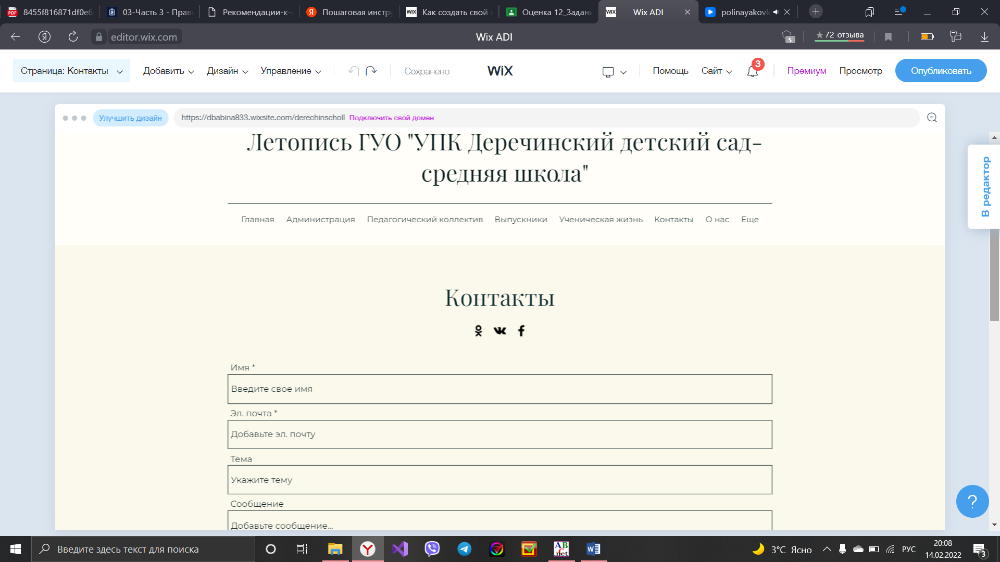 8455f816871df0e6
03-Часть 3 - Прав
Рекомендации-к-
Пошаговая инстру
Как создать свой
Оценка 12_Задани
Wix ADI
polinayakovle
editor.wix.com
Wix ADI
5
72 отзыва
Страница: Контакты
Добавить
Дизайн
Управление
Сохранено
WiX
Помощь
Сайт
3
Премиум
Просмотр
Опубликовать
Улучшить дизайн
https://dbabina833.wixsite.com/derechinscholl
Подключить свой домен
Летопись ГУО "УПК Деречинский детский сад-
средняя школа"
В редактор
Главная
Администрация
Педагогический коллектив
Выпускники
Ученическая жизнь
Контакты
О нас
Еще
Контакты
Имя *
Введите свое имя
Эл. почта *
Добавьте эл. почту
Тема
Укажите тему
Сообщение
Добавьте сообщение...
?
Введите здесь текст для поиска
3°C Ясно
РУС
20:08
14.02.2022
3